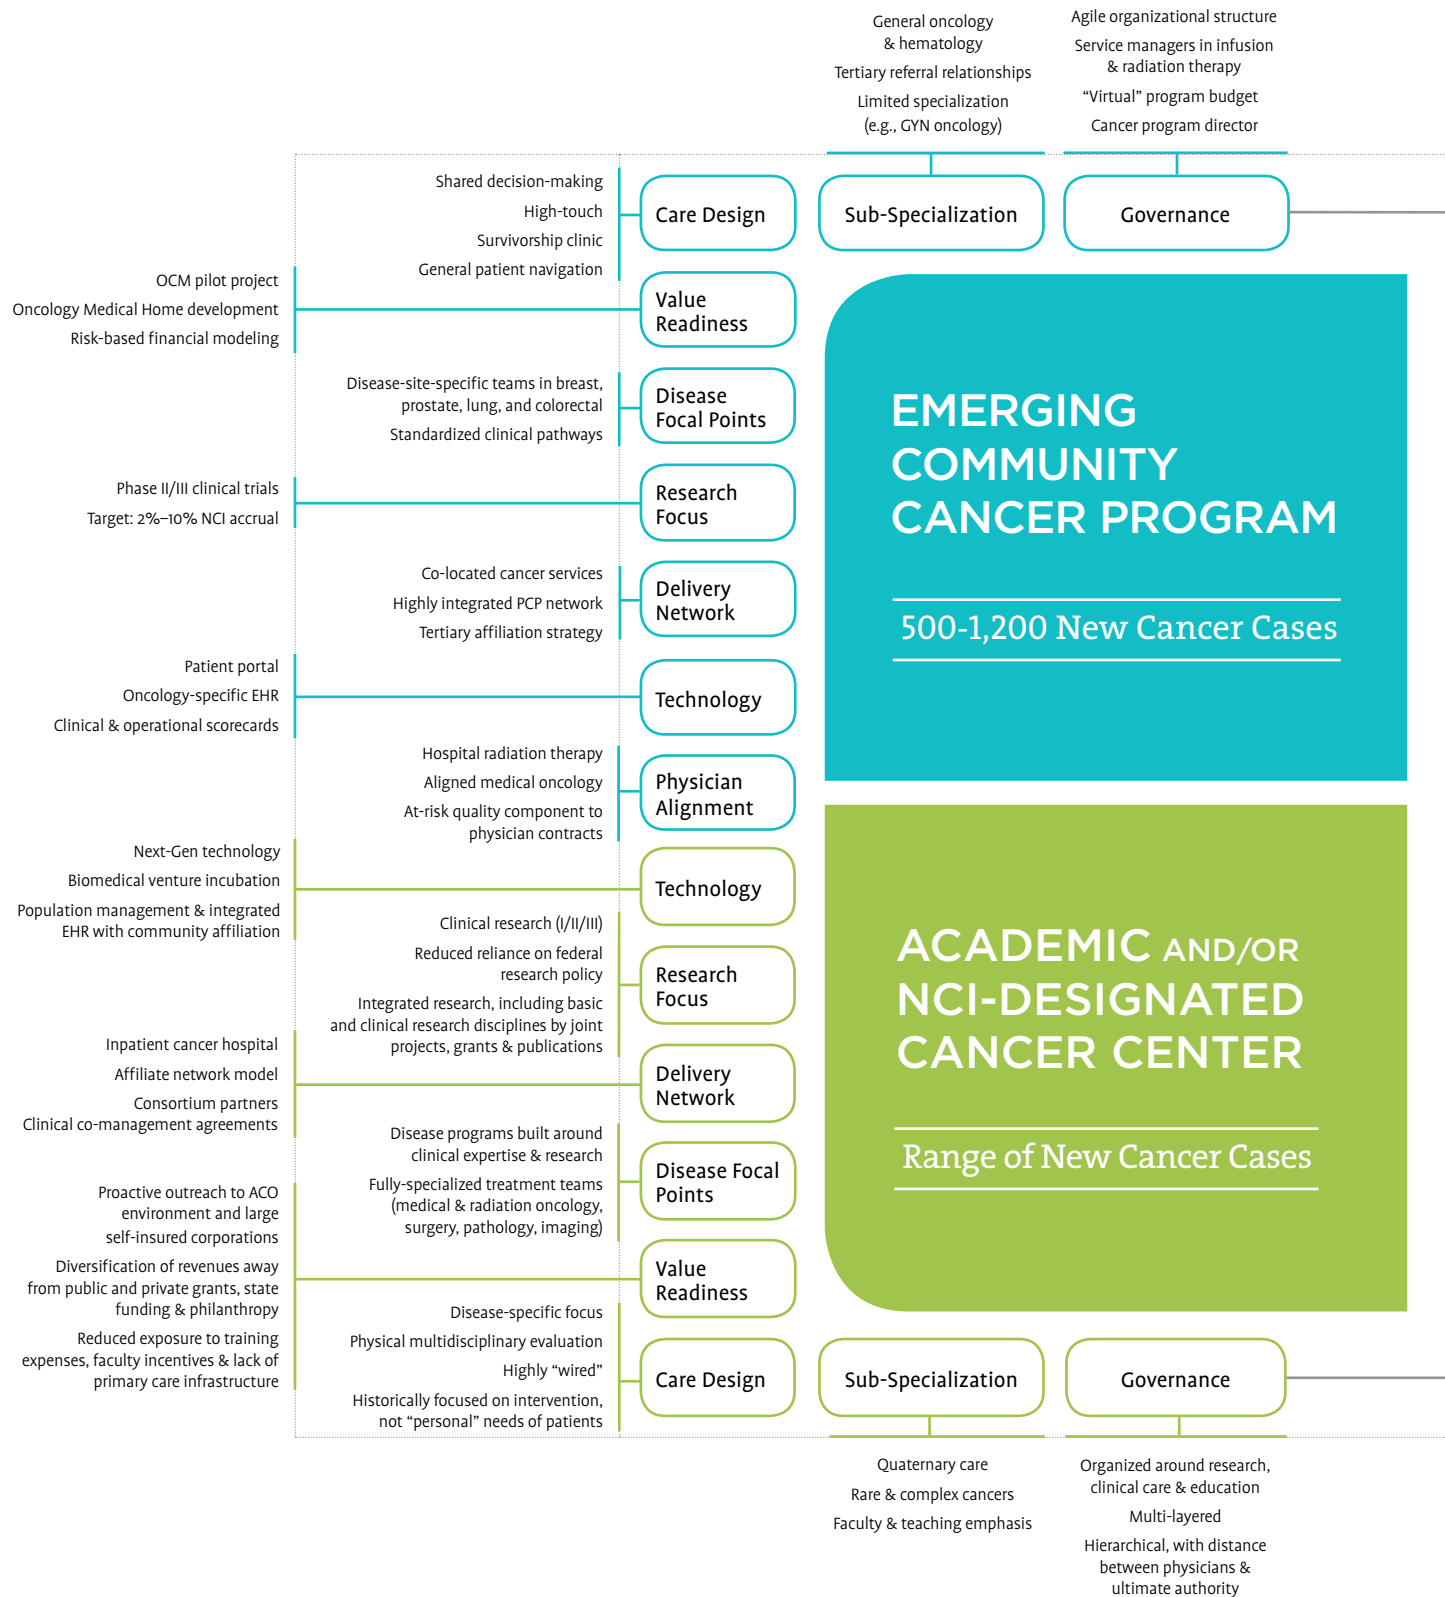 General oncology
& hematology
Tertiary referral relationships
Limited specialization
(e.g., GYN oncology)
Agile organizational structure
Service managers in infusion
& radiation therapy
“Virtual” program budget
Cancer program director
Shared decision-making
High-touch
Survivorship clinic
General patient navigation
Care Design
Sub-Specialization
Governance
OCM pilot project
Oncology Medical Home development
Risk-based financial modeling
Value
Readiness
Disease-site-specific teams in breast,
prostate, lung, and colorectal
Standardized clinical pathways
Disease
Focal Points
Phase II/III clinical trials
Target: 2%–10% NCI accrual
Research
Focus
Co-located cancer services
Highly integrated PCP network
Tertiary affiliation strategy
Delivery
Network
Patient portal
Oncology-specific EHR
Clinical & operational scorecards
Technology
Hospital radiation therapy
Aligned medical oncology
At-risk quality component to
physician contracts
Physician
Alignment
EMERGING
COMMUNITY
CANCER PROGRAM
500-1,200 New Cancer Cases
Next-Gen technology
Biomedical venture incubation
Population management & integrated
EHR with community affiliation
Technology
Clinical research (I/II/III)
Reduced reliance on federal
research policy
Integrated research, including basic
and clinical research disciplines by joint
projects, grants & publications
Research
Focus
Inpatient cancer hospital
Affiliate network model
Consortium partners
Clinical co-management agreements
Delivery
Network
Disease programs built around
clinical expertise & research
Fully-specialized treatment teams
(medical & radiation oncology,
surgery, pathology, imaging)
Disease Focal
Points
Proactive outreach to ACO
environment and large
self-insured corporations
Diversification of revenues away
from public and private grants, state
funding & philanthropy
Reduced exposure to training
expenses, faculty incentives & lack of
primary care infrastructure
Value
Readiness
Disease-specific focus
Physical multidisciplinary evaluation
Highly “wired”
Historically focused on intervention,
not “personal” needs of patients
Care Design
ACADEMIC AND/OR
NCI-DESIGNATED
CANCER CENTER
Range of New Cancer Cases
Sub-Specialization
Governance
Quaternary care
Rare & complex cancers
Faculty & teaching emphasis
Organized around research,
clinical care & education
Multi-layered
Hierarchical, with distance
between physicians &
ultimate authority